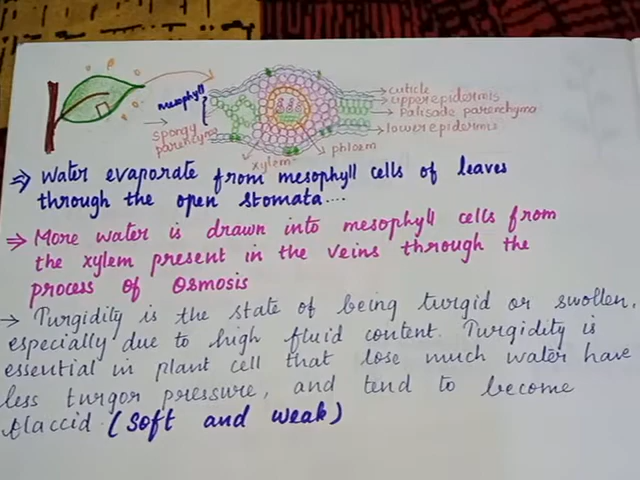 mesophyll
cuticle
upper epidermis
Palisade parenchyma
lower epidermis
spongy
parenchyma
phloem
xylem
⇒ Water evaporate from mesophyll cells of leaves
through the open stomata....
⇒ More water is drawn into mesophyll cells from
the xylem present in the veins through the
process of Osmosis
→ Turgidity is the state of being turgid or swollen,
especially due to high fluid content. Turgidity is
essential in plant cell that lose much water have
less turgor pressure, and tend to become
flaccid. (Soft and weak)